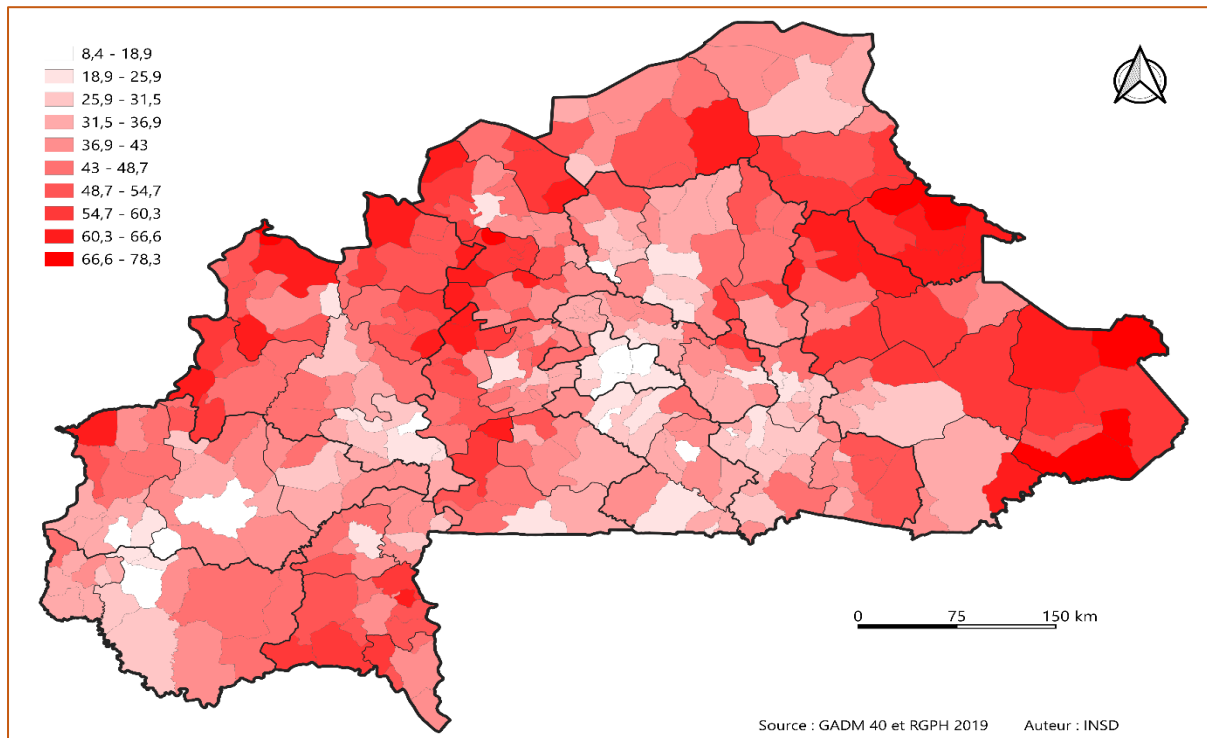 8,4 - 18,9
18,9 - 25,9
25,9 - 31,5
31,5 - 36,9
36,9 - 43
43 - 48,7
48,7 - 54,7
54,7 - 60,3
60,3 - 66,6
66,6 - 78,3
0 75 150 km
Source : GADM 40 et RGPH 2019 Auteur : INSD